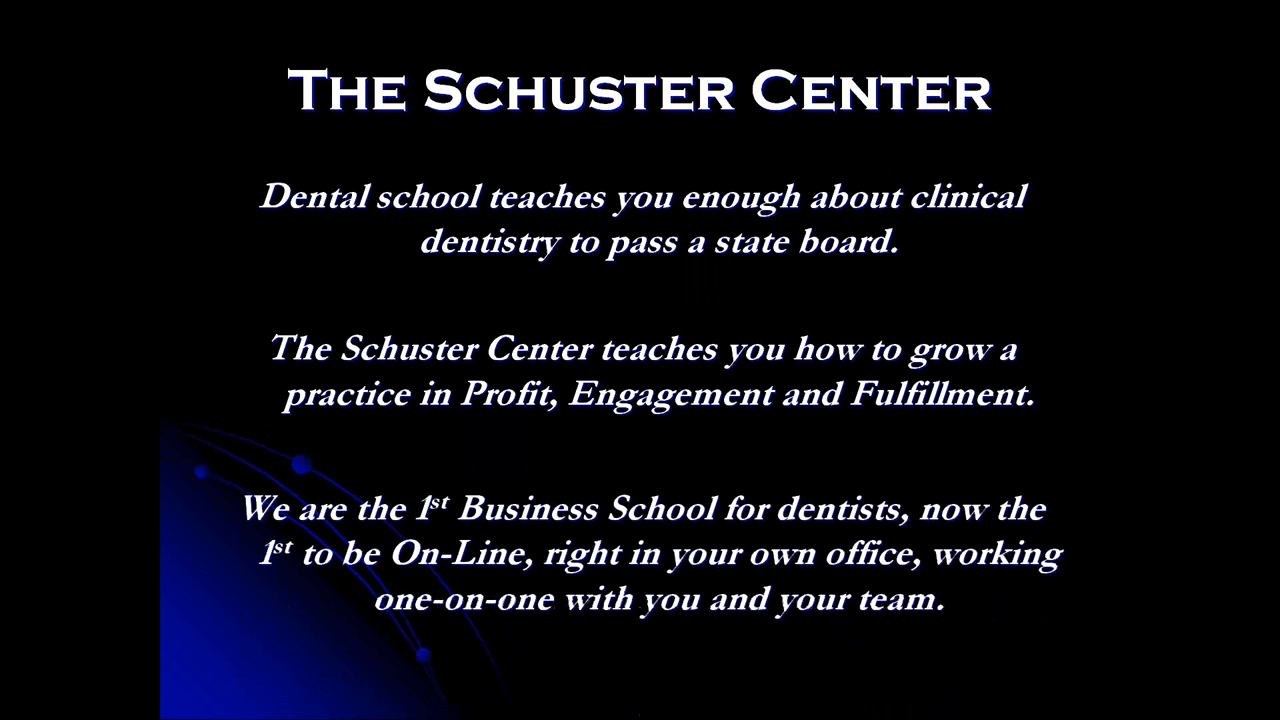 The Schuster Center
Dental school teaches you enough about clinical
dentistry to pass a state board.
The Schuster Center teaches you how to grow a
practice in Profit, Engagement and Fulfillment.
We are the 1st Business School for dentists, now the
1st to be On-Line, right in your own office, working
one-on-one with you and your team.